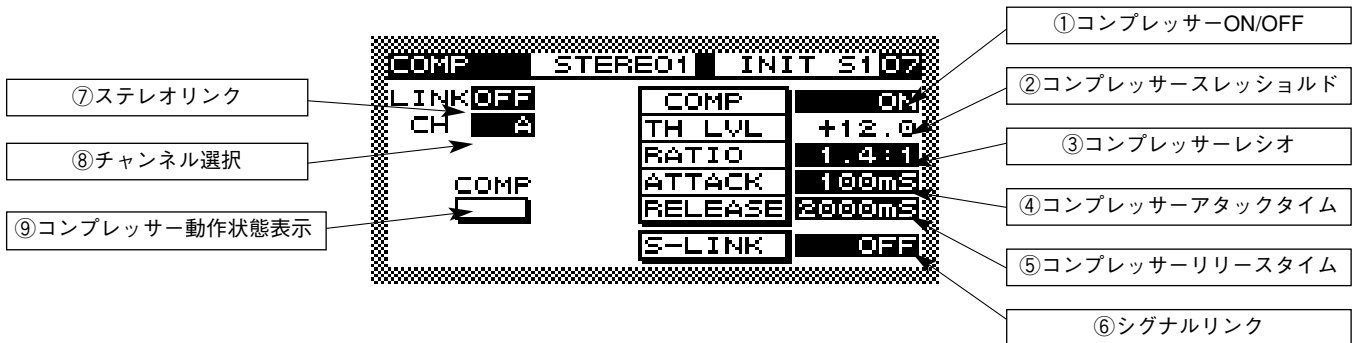 ①コンプレッサーON/OFF
COMP STEREO1 INIT S1 07
②コンプレッサースレッショルド
⑦ステレオリンク
LINK OFF COMP ON
CH A TH LVL +12.0
③コンプレッサーレシオ
⑧チャンネル選択
RATIO 1.4:1
COMP ATTACK 100mS
④コンプレッサーアタックタイム
RELEASE 2000mS
⑨コンプレッサー動作状態表示
S-LINK OFF
⑤コンプレッサーリリースタイム
⑥シグナルリンク